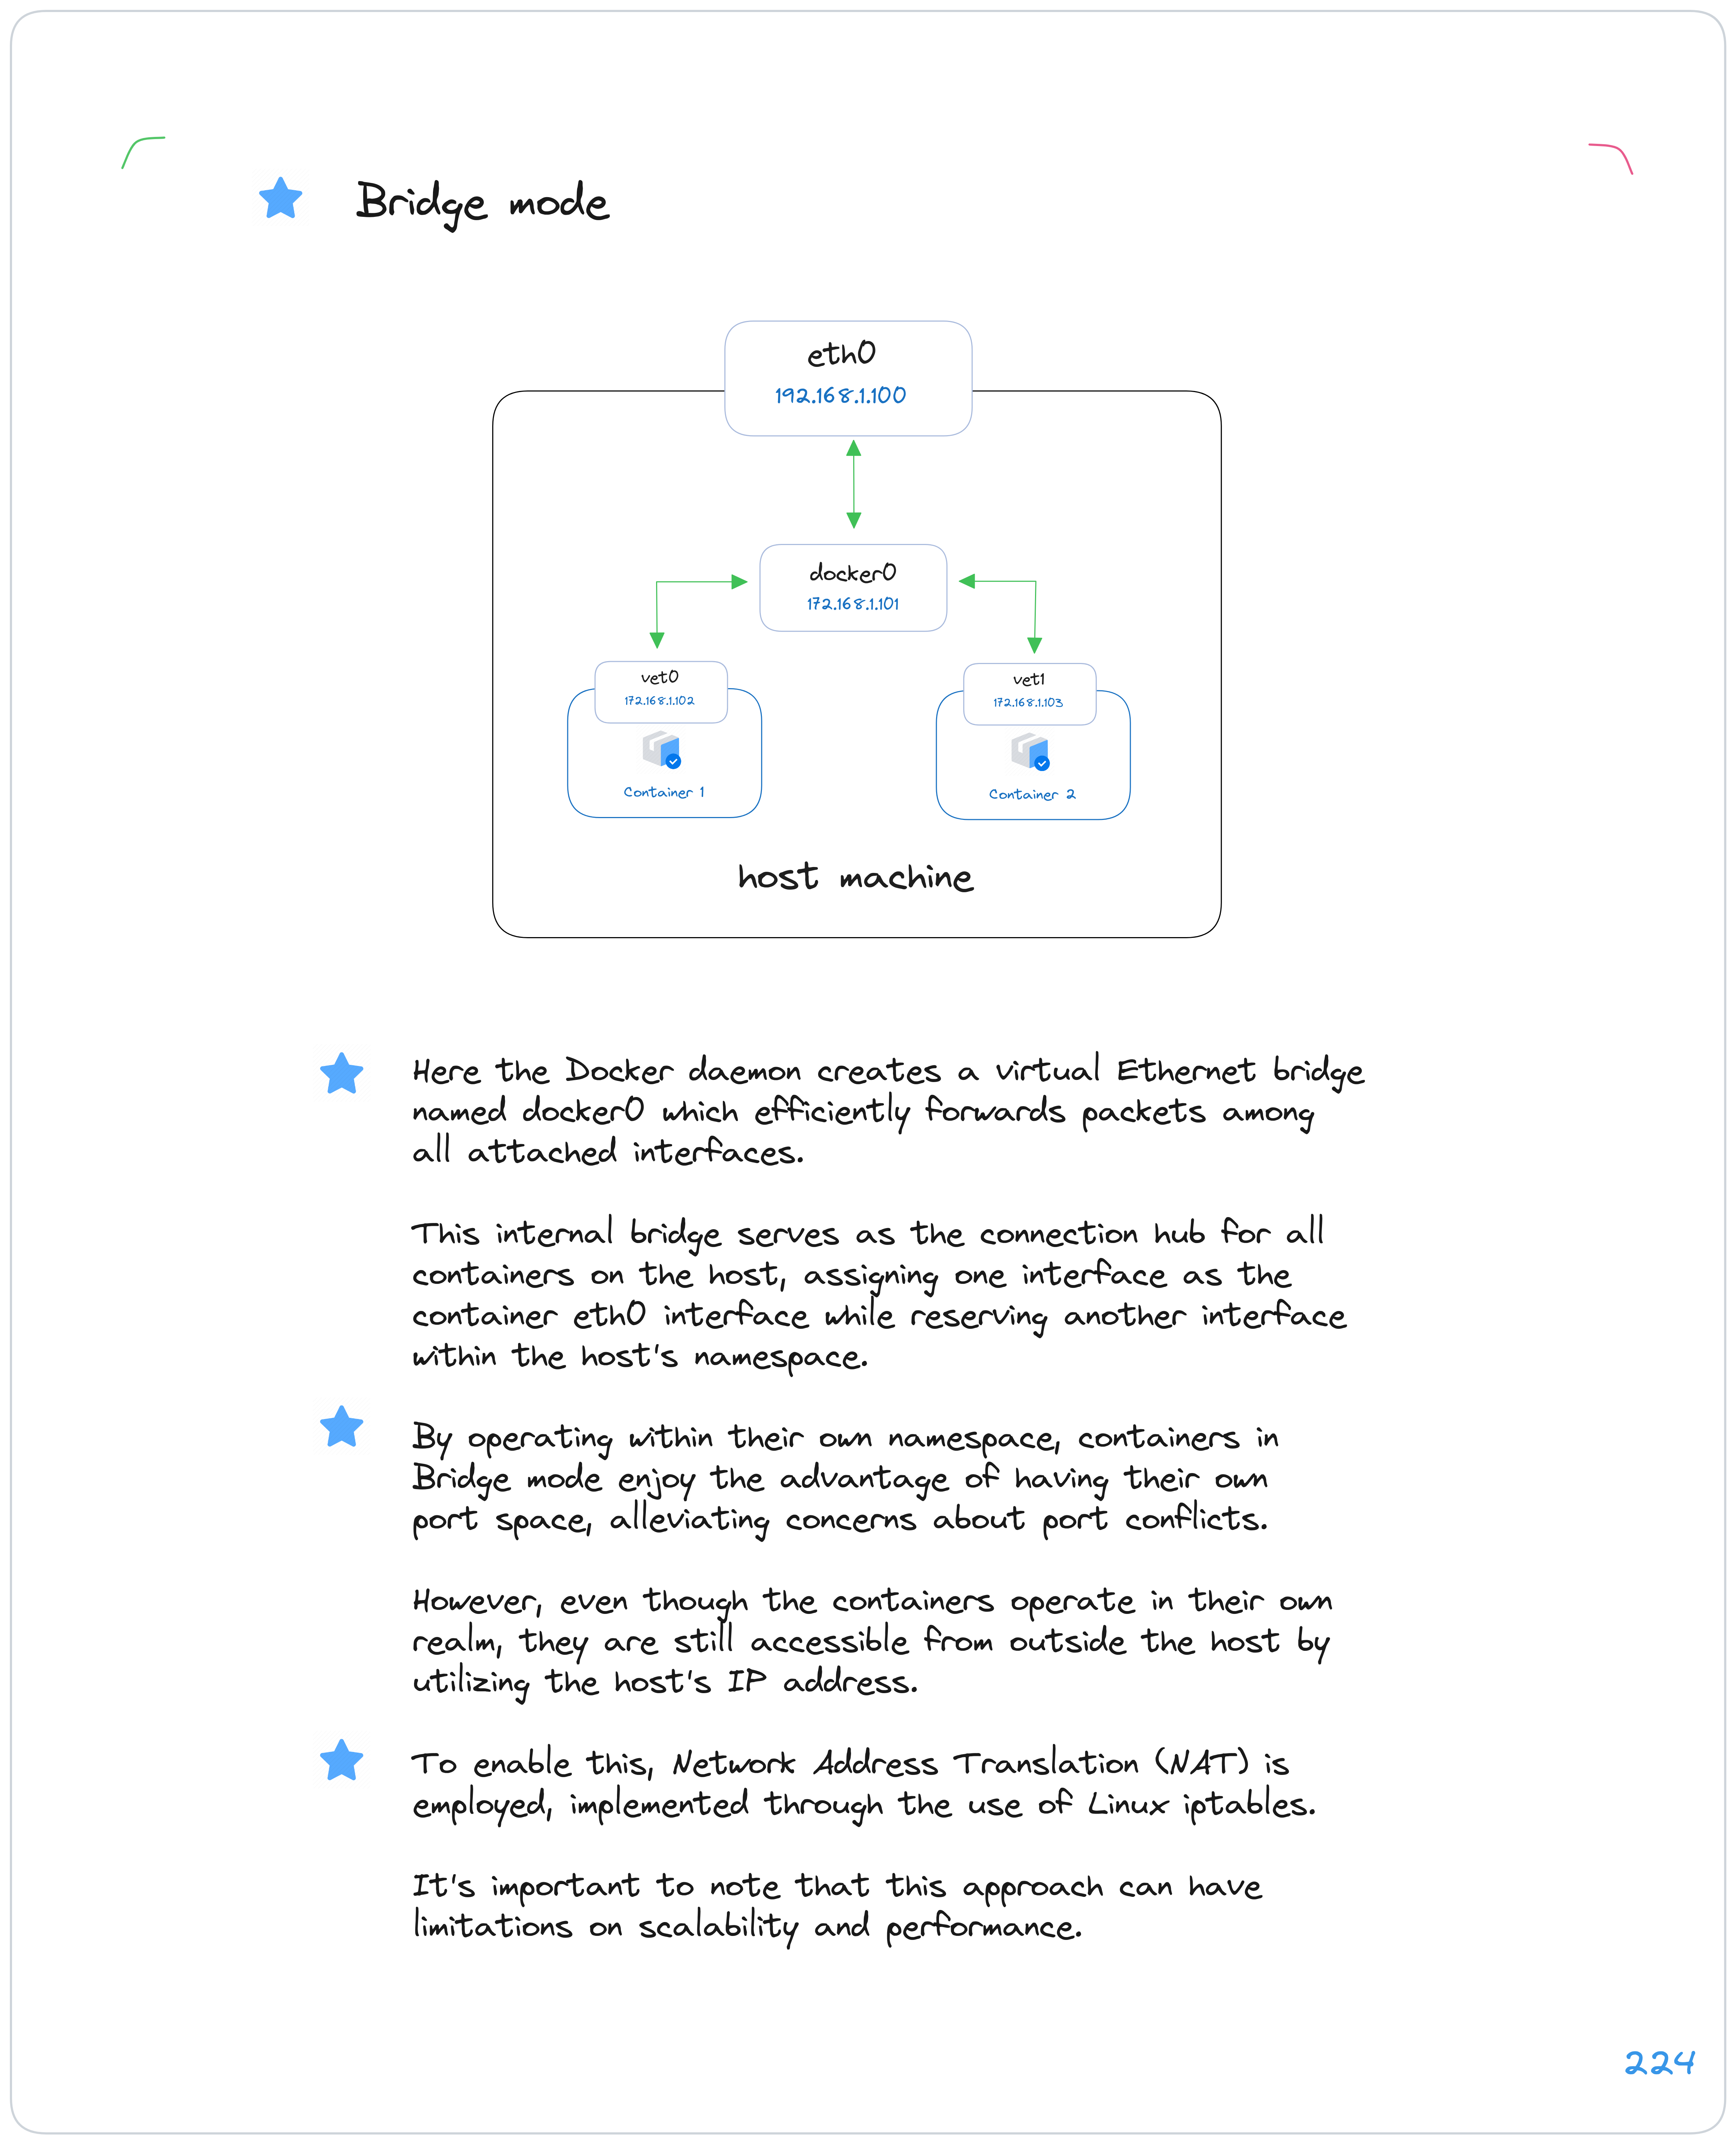 Bridge mode
eth0
192.168.1.100
docker0
172.168.1.101
vet0
172.168.1.102
vet1
172.168.1.103
Container 1
Container 2
host machine
Here the Docker daemon creates a virtual Ethernet bridge
named docker0 which efficiently forwards packets among
all attached interfaces.
This internal bridge serves as the connection hub for all
containers on the host, assigning one interface as the
container eth0 interface while reserving another interface
within the host's namespace.
By operating within their own namespace, containers in
Bridge mode enjoy the advantage of having their own
port space, alleviating concerns about port conflicts.
However, even though the containers operate in their own
realm, they are still accessible from outside the host by
utilizing the host's IP address.
To enable this, Network Address Translation (NAT) is
employed, implemented through the use of Linux iptables.
It's important to note that this approach can have
limitations on scalability and performance.
224